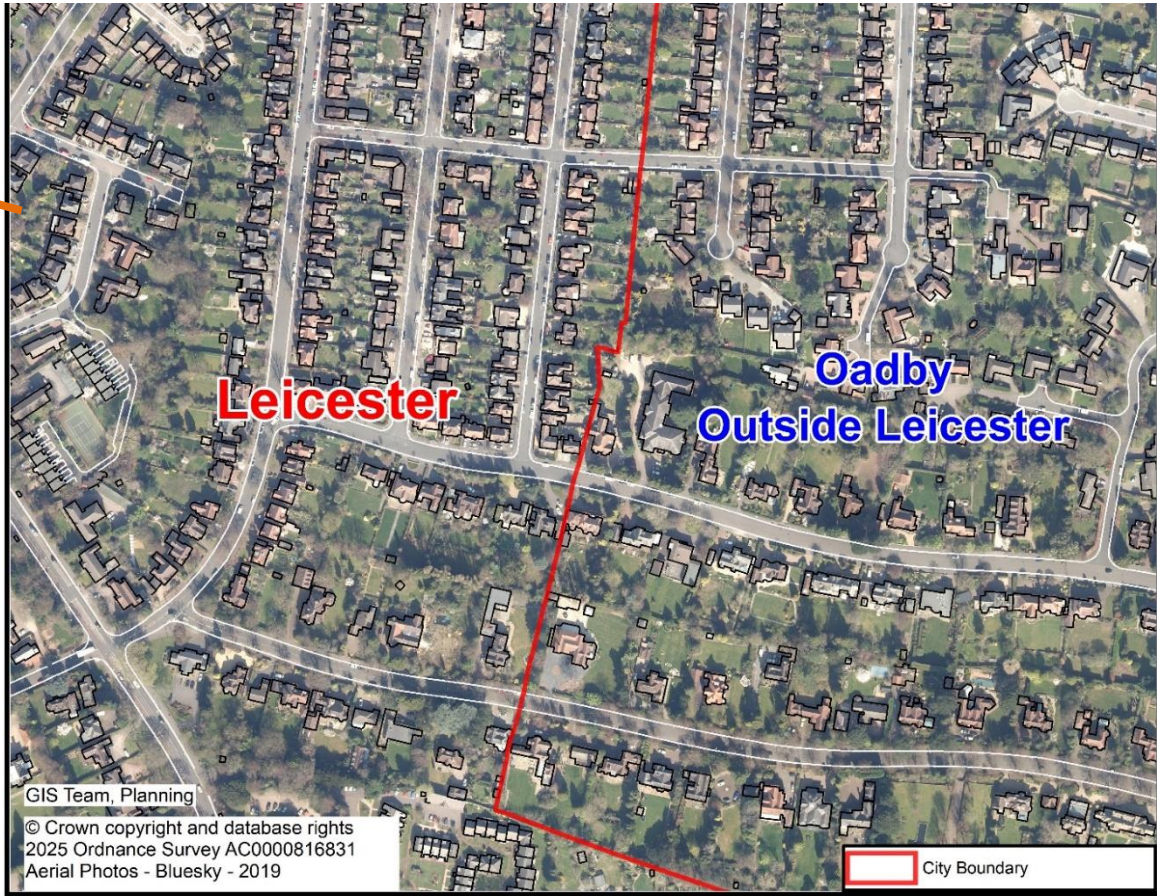 Leicester
Oadby
Outside Leicester
GIS Team, Planning
© Crown copyright and database rights
2025 Ordnance Survey AC0000816831
Aerial Photos - Bluesky - 2019
City Boundary